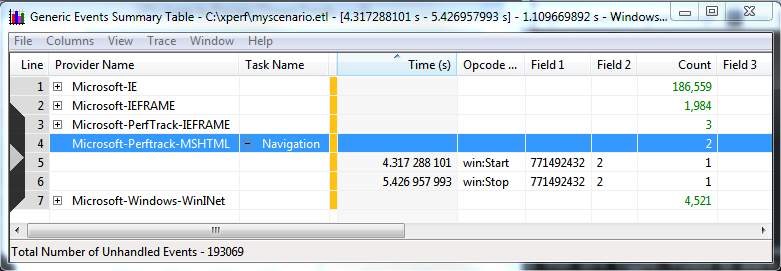 Generic Events Summary Table - C:\xperf\myscenario.etl - [4.317288101 s - 5.426957993 s] - 1.109669892 s - Windows...
File Columns View Trace Window Help
Line Provider Name Task Name Time (s) Opcode ... Field 1 Field 2 Count Field 3
1 Microsoft-IE 186,559
2 Microsoft-IEFRAME 1,984
3 Microsoft-PerfTrack-IEFRAME 3
4 Microsoft-Perftrack-MSHTML - Navigation 2
5 4.317 288 101 win:Start 771492432 2 1
6 5.426 957 993 win:Stop 771492432 2 1
7 Microsoft-Windows-WinINet 4,521
Total Number of Unhandled Events - 193069